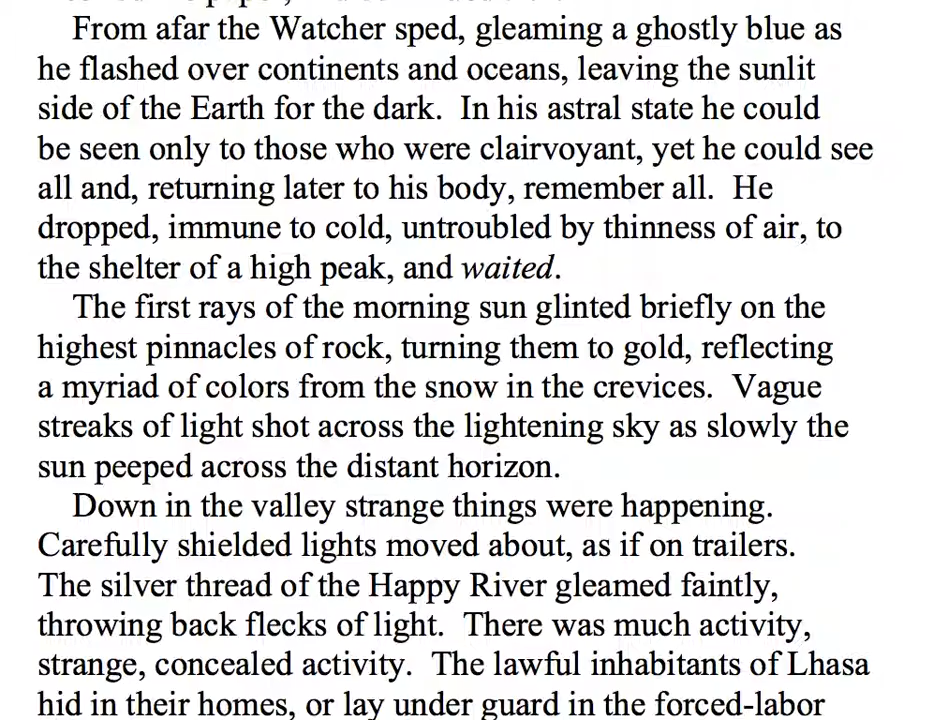 From afar the Watcher sped, gleaming a ghostly blue as
he flashed over continents and oceans, leaving the sunlit
side of the Earth for the dark.  In his astral state he could
be seen only to those who were clairvoyant, yet he could see
all and, returning later to his body, remember all.  He
dropped, immune to cold, untroubled by thinness of air, to
the shelter of a high peak, and waited.
The first rays of the morning sun glinted briefly on the
highest pinnacles of rock, turning them to gold, reflecting
a myriad of colors from the snow in the crevices.  Vague
streaks of light shot across the lightening sky as slowly the
sun peeped across the distant horizon.
Down in the valley strange things were happening.
Carefully shielded lights moved about, as if on trailers.
The silver thread of the Happy River gleamed faintly,
throwing back flecks of light.  There was much activity,
strange, concealed activity.  The lawful inhabitants of Lhasa
hid in their homes, or lay under guard in the forced-labor